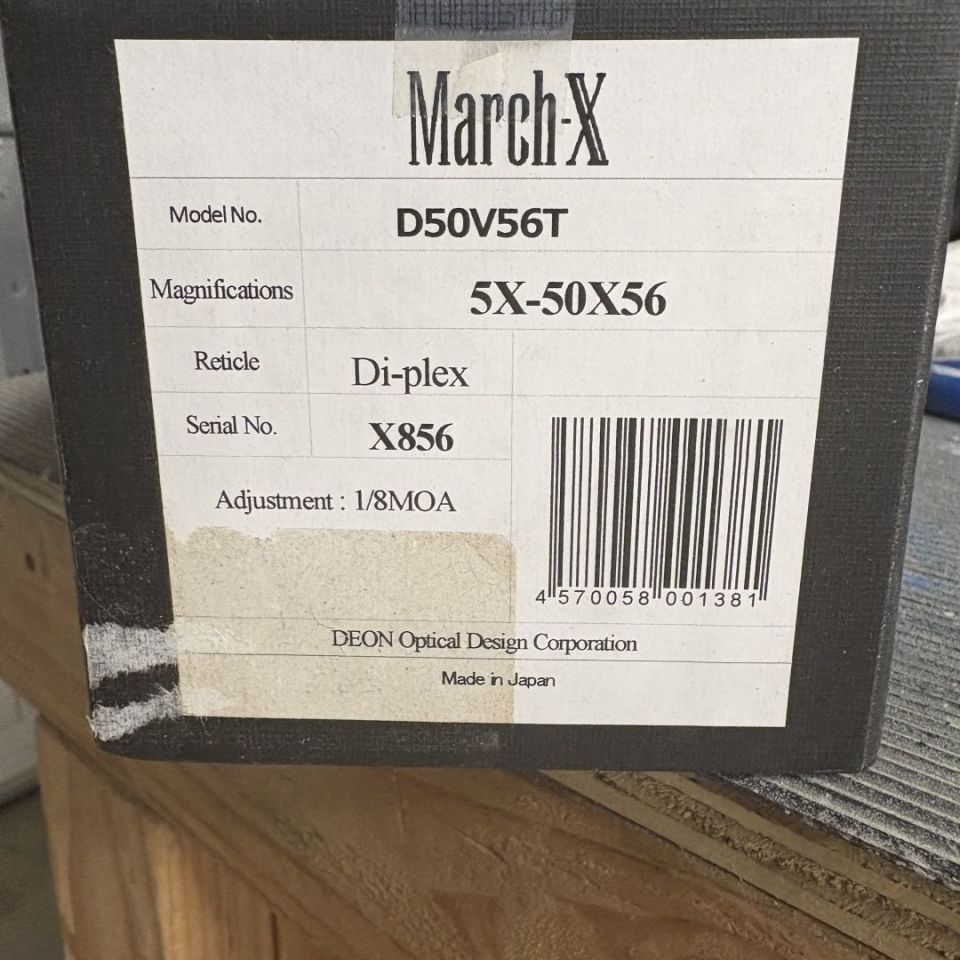 March-X
Model No. D50V56T
Magnifications 5X-50X56
Reticle Di-plex
Serial No. X856
Adjustment : 1/8MOA
4 570058 001381
DEON Optical Design Corporation
Made in Japan